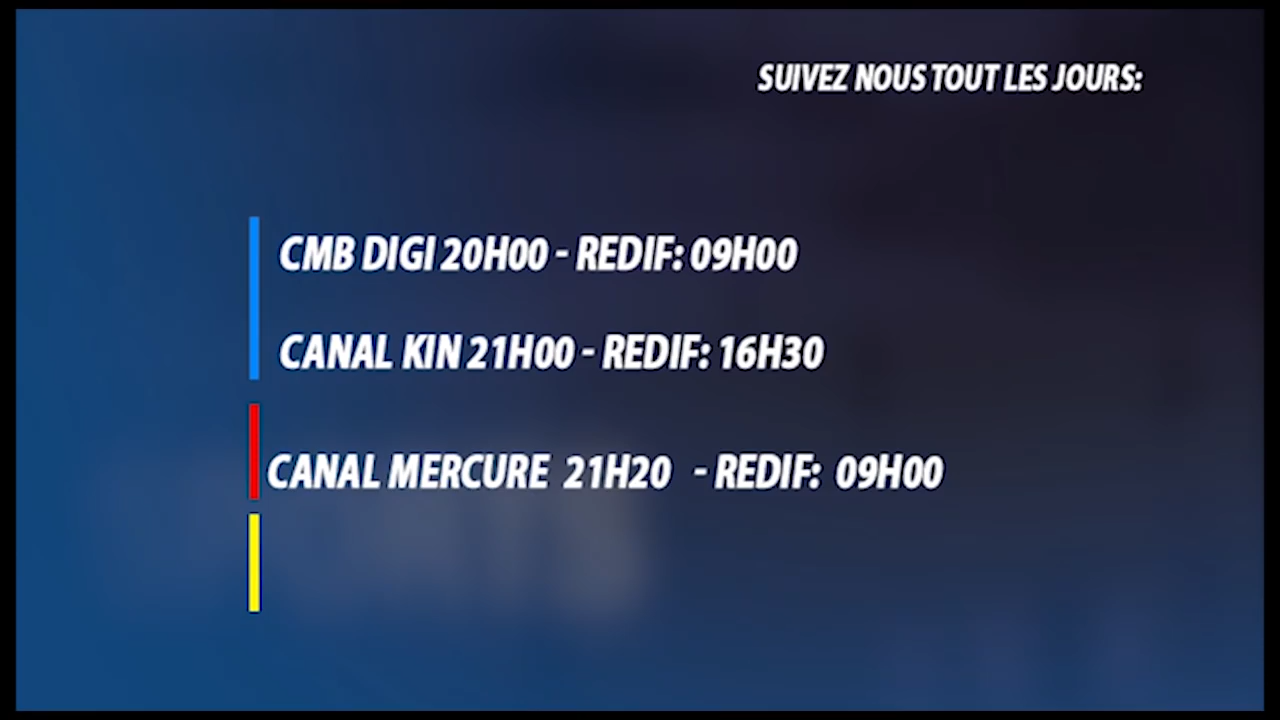 SUIVEZ NOUS TOUT LES JOURS:
CMB DIGI 20H00 - REDIF: 09H00
CANAL KIN 21H00 - REDIF: 16H30
CANAL MERCURE 21H20 - REDIF: 09H00